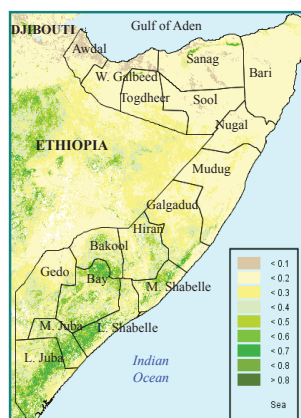 Gulf of Aden
DJIBOUTI
Awdal
Sanag
W. Galbeed
Bari
Togdheer
Sool
Nugal
ETHIOPIA
Mudug
Galgadud
Hiran
Bakool
Gedo
Bay
M. Shabelle
M. Juba
L. Shabelle
L. Juba
Indian
Ocean
< 0.1
< 0.2
< 0.3
< 0.4
< 0.5
< 0.6
< 0.7
< 0.8
> 0.8
Sea